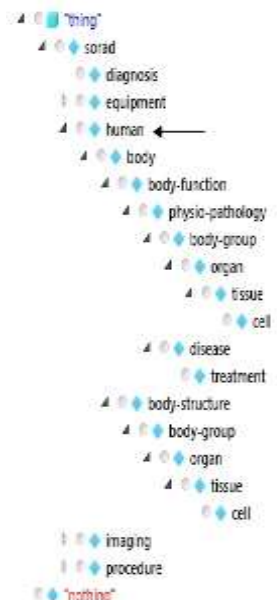 "thing"
sorad
diagnosis
equipment
human
body
body-function
physio-pathology
body-group
organ
tissue
cell
disease
treatment
body-structure
body-group
organ
tissue
cell
imaging
procedure
"nothing"